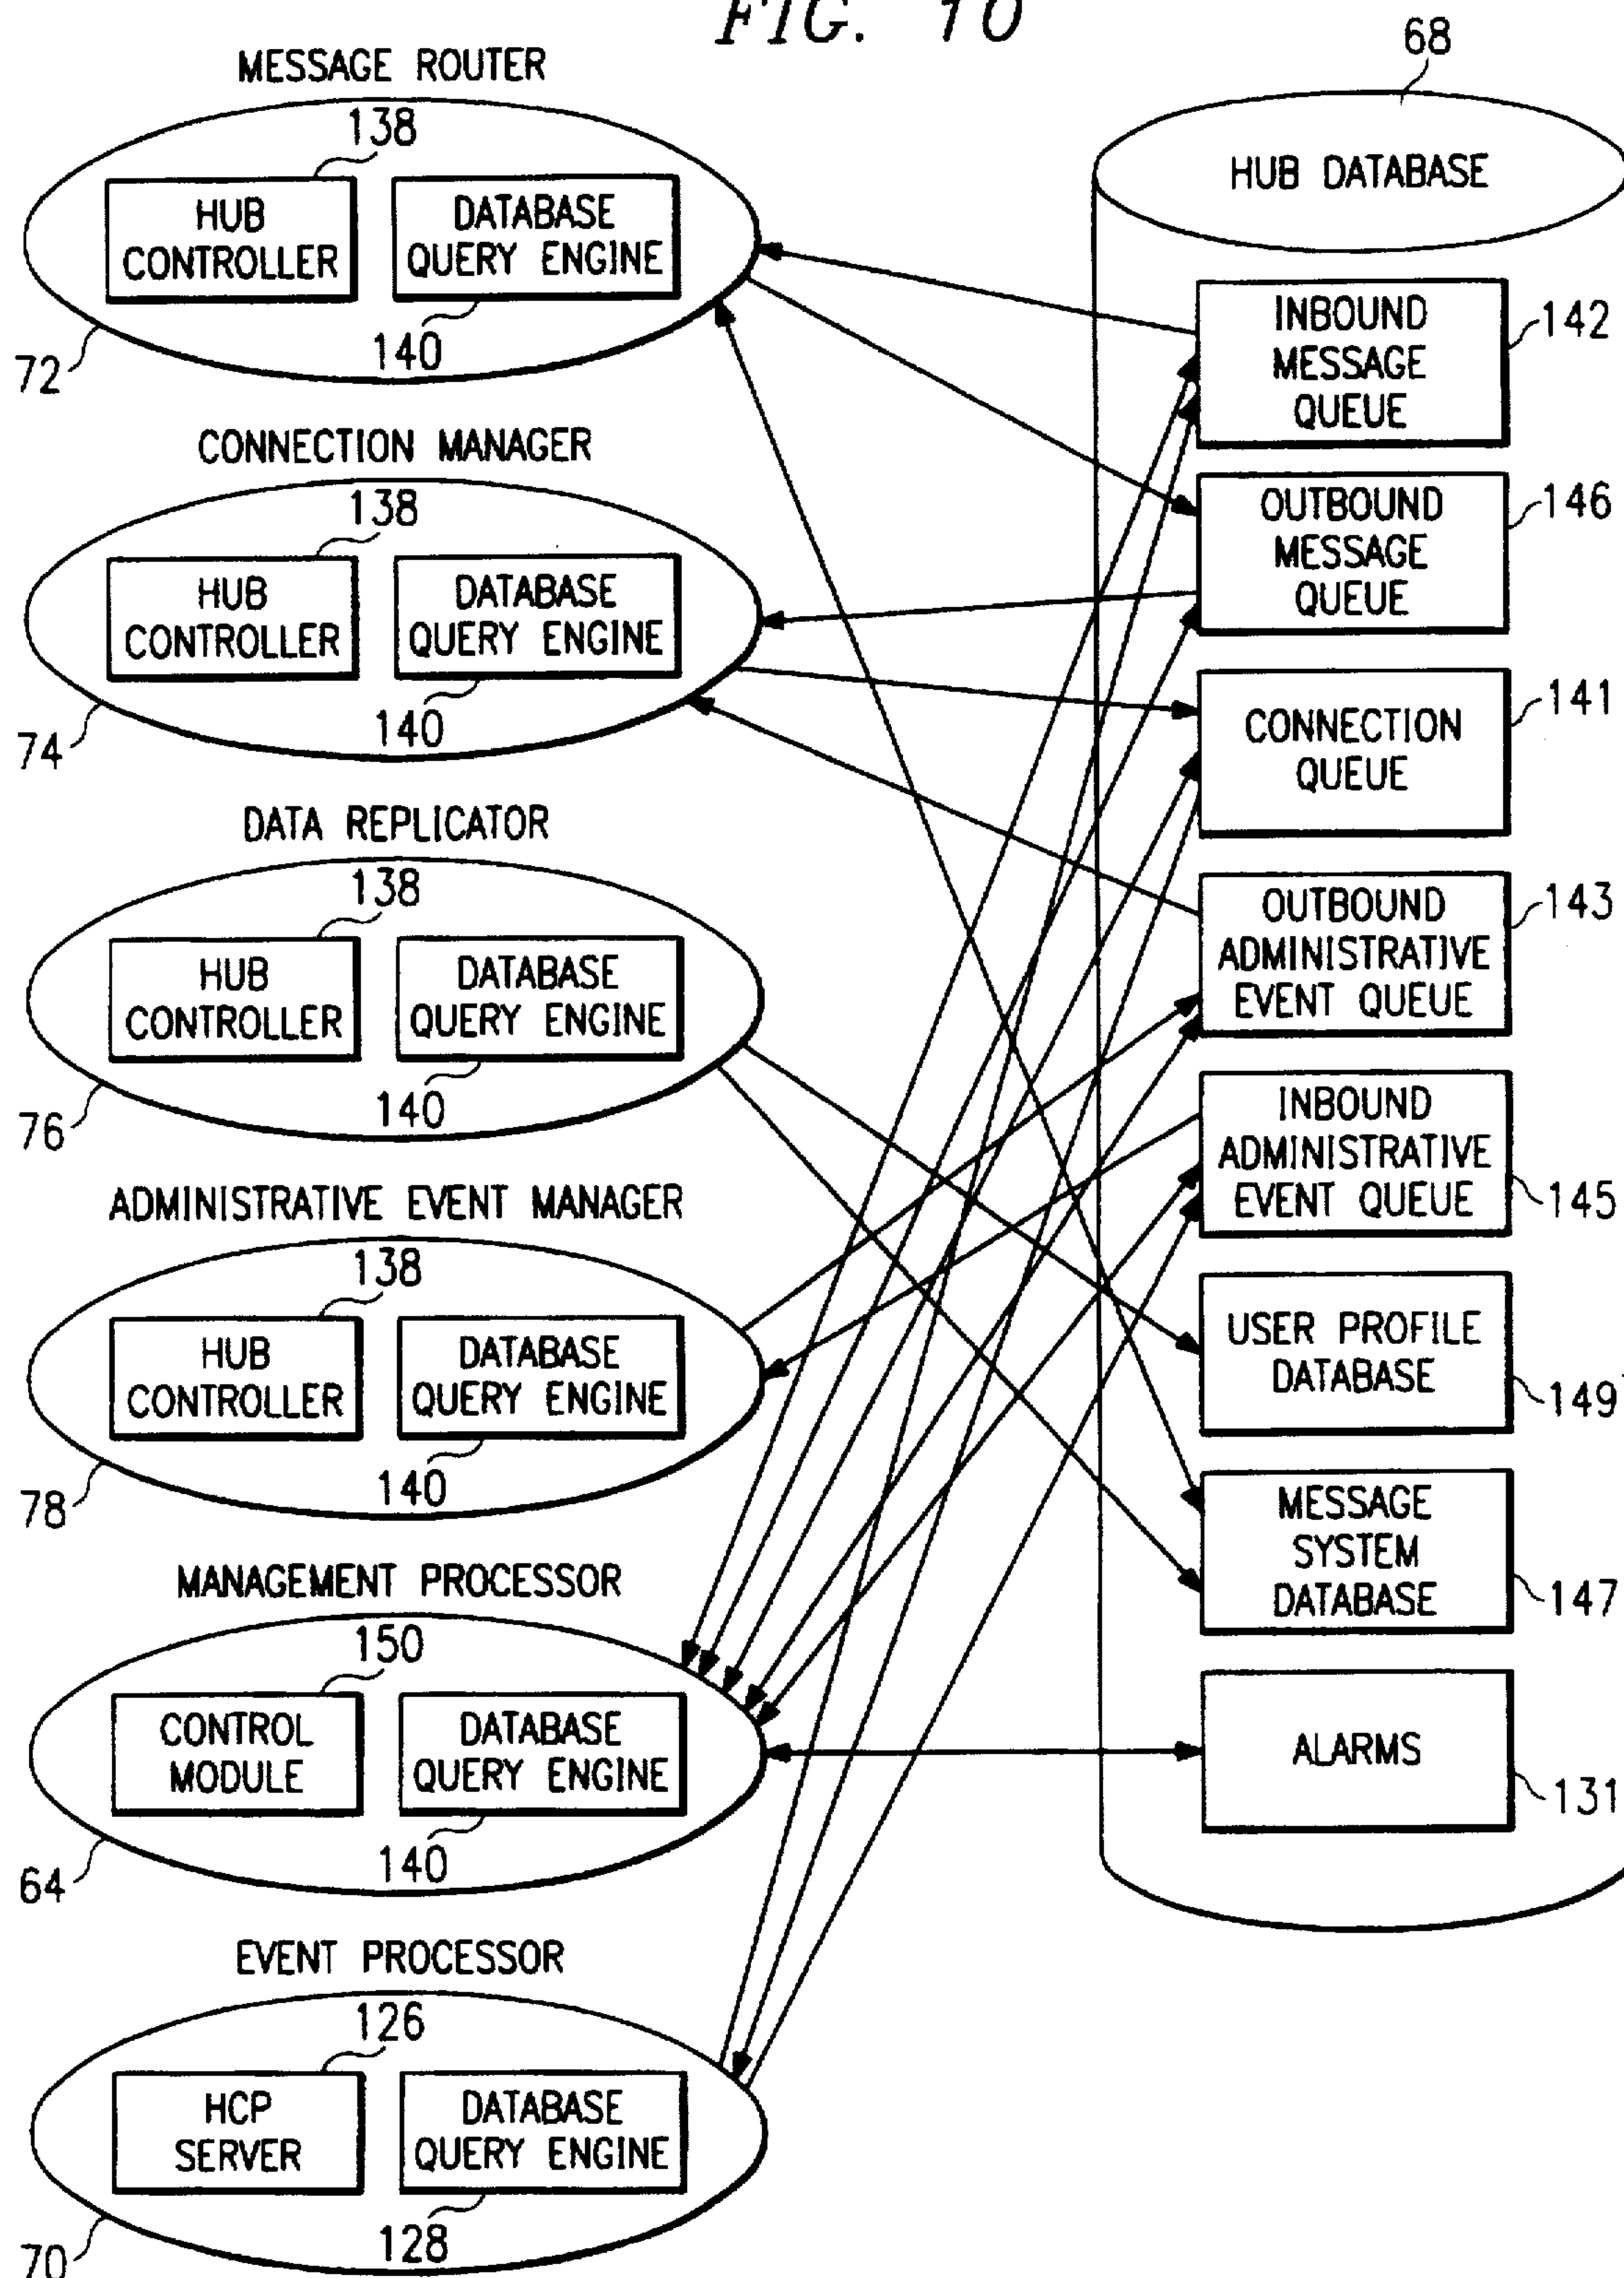 FIG. 10
MESSAGE ROUTER
138
HUB
CONTROLLER
DATABASE
QUERY ENGINE
140
72
CONNECTION MANAGER
138
HUB
CONTROLLER
DATABASE
QUERY ENGINE
140
74
DATA REPLICATOR
138
HUB
CONTROLLER
DATABASE
QUERY ENGINE
140
76
ADMINISTRATIVE EVENT MANAGER
138
HUB
CONTROLLER
DATABASE
QUERY ENGINE
140
78
MANAGEMENT PROCESSOR
150
CONTROL
MODULE
DATABASE
QUERY ENGINE
140
64
EVENT PROCESSOR
126
HCP
SERVER
DATABASE
QUERY ENGINE
128
70
68
HUB DATABASE
INBOUND
MESSAGE
QUEUE
142
OUTBOUND
MESSAGE
QUEUE
146
CONNECTION
QUEUE
141
OUTBOUND
ADMINISTRATIVE
EVENT QUEUE
143
INBOUND
ADMINISTRATIVE
EVENT QUEUE
145
USER PROFILE
DATABASE
149
MESSAGE
SYSTEM
DATABASE
147
ALARMS
131